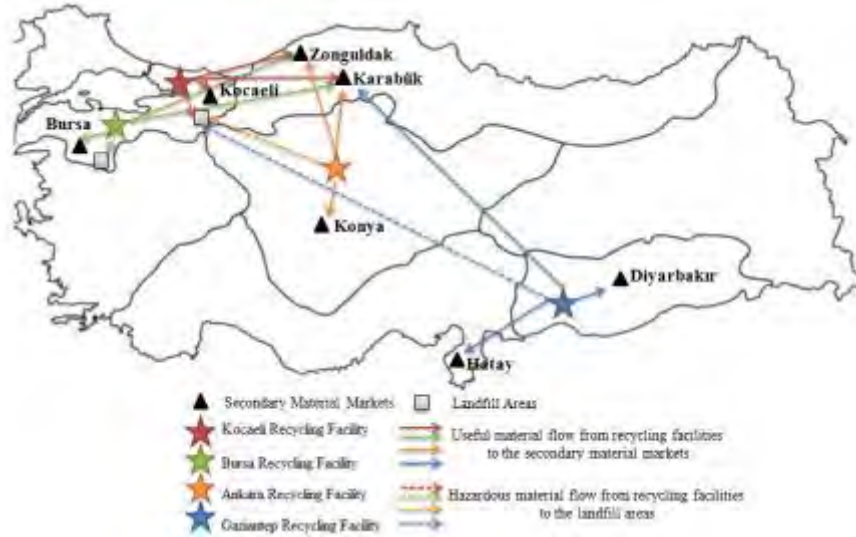 Zonguldak
Karabük
Kocaeli
Bursa
Konya
Diyarbakır
Hatay
Secondary Material Markets
Landfill Areas
Kocaeli Recycling Facility
Useful material flow from recycling facilities
to the secondary material markets
Bursa Recycling Facility
Ankara Recycling Facility
Hazardous material flow from recycling facilities
to the landfill areas
Gaziantep Recycling Facility